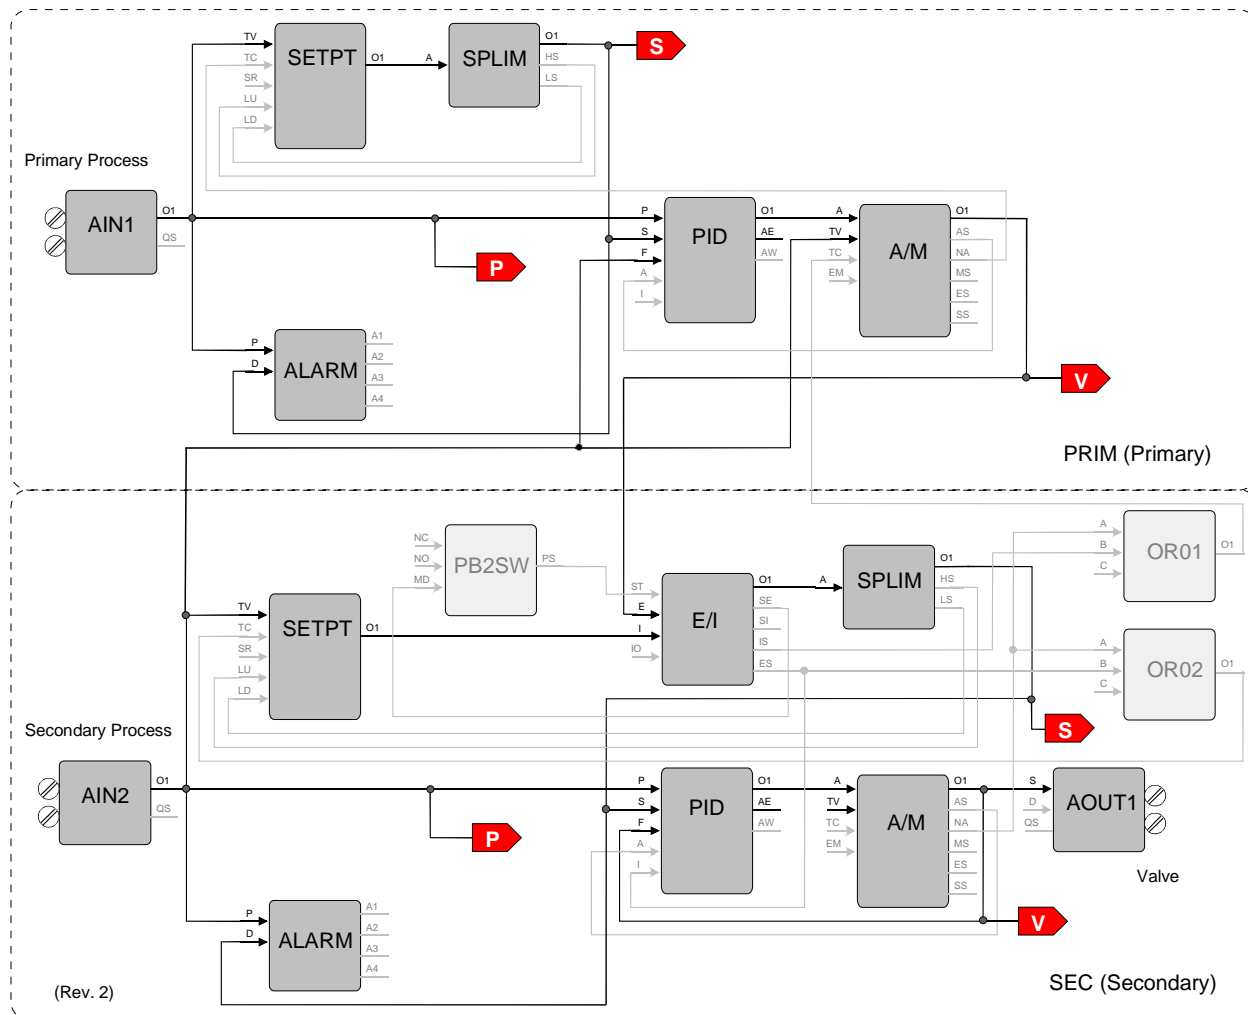 TV
TC
SR
LU
LD
SETPT
O1
A
SPLIM
O1
HS
LS
S
Primary Process
AIN1
O1
QS
P
P
S
F
A
I
PID
O1
AE
AW
A
TV
TC
EM
A/M
O1
AS
NA
MS
ES
SS
P
D
ALARM
A1
A2
A3
A4
V
PRIM (Primary)
NC
NO
MD
PB2SW
PS
ST
E
I
IO
E/I
O1
SE
SI
IS
ES
A
SPLIM
O1
HS
LS
A
B
C
OR01
O1
TV
TC
SR
LU
LD
SETPT
O1
A
B
C
OR02
O1
S
Secondary Process
AIN2
O1
QS
P
P
S
F
A
I
PID
O1
AE
AW
A
TV
TC
EM
A/M
O1
AS
NA
MS
ES
SS
S
D
QS
AOUT1
Valve
P
D
ALARM
A1
A2
A3
A4
V
(Rev. 2)
SEC (Secondary)